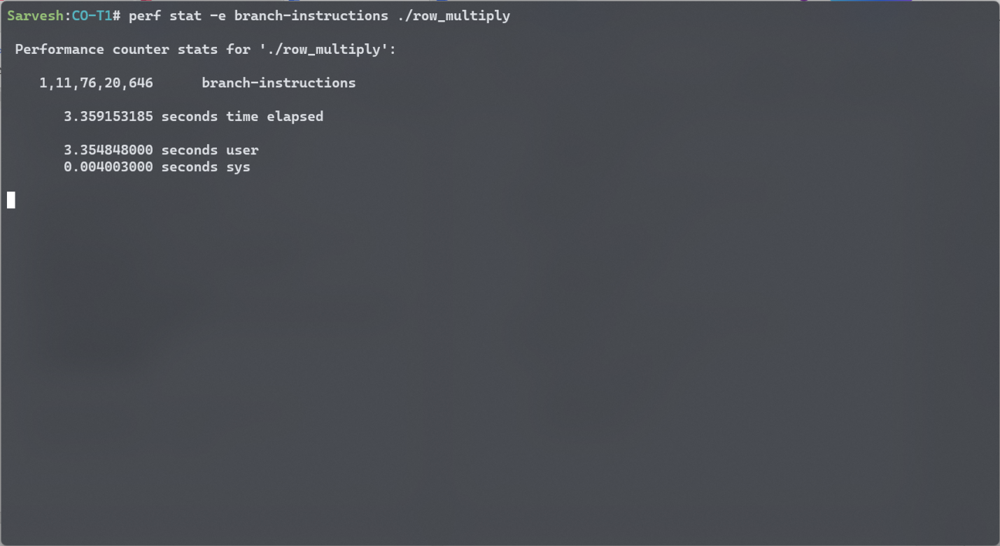 Sarvesh:CO-T1# perf stat -e branch-instructions ./row_multiply
Performance counter stats for './row_multiply':
1,11,76,20,646      branch-instructions
3.359153185 seconds time elapsed
3.354848000 seconds user
0.004003000 seconds sys